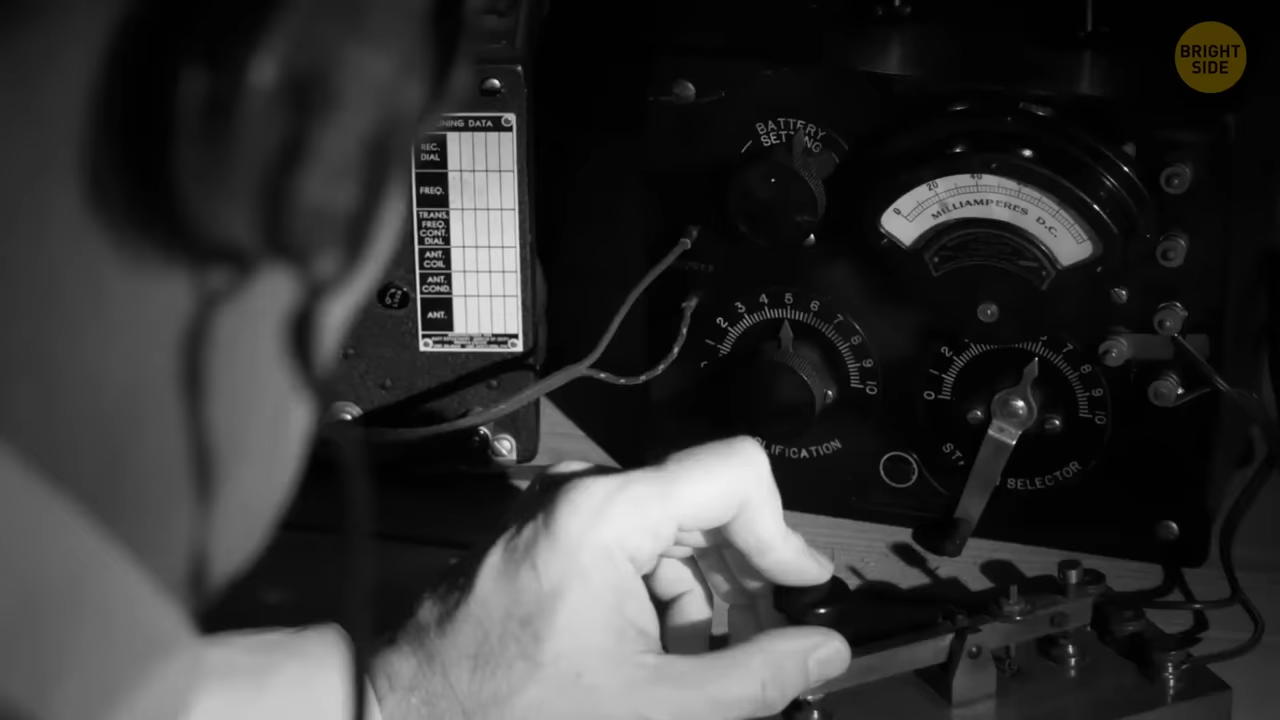 BRIGHT
SIDE
NING DATA
REC.
DIAL
FREQ.
TRANS.
FREQ.
CONT.
DIAL
ANT.
COIL
ANT.
COND.
ANT.
BATTERY
SETTING
0 20 40
MILLIAMPERES D.C.
2 3 4 5 6 7 8 9 10
LIFICATION
0 1 2 7 8 9 10
ST
SELECTOR